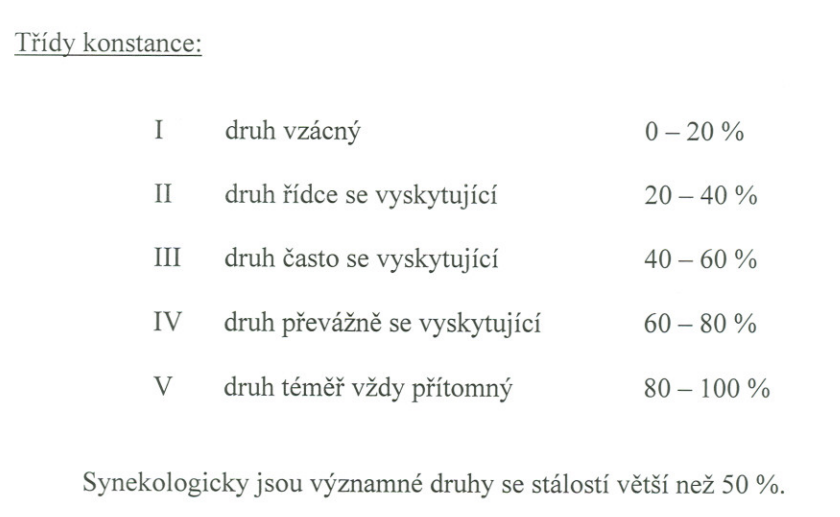 Třídy konstance:
I druh vzácný 0 – 20 %
II druh řídce se vyskytující 20 – 40 %
III druh často se vyskytující 40 – 60 %
IV druh převážně se vyskytující 60 – 80 %
V druh téměř vždy přítomný 80 – 100 %
Synekologicky jsou významné druhy se stálostí větší než 50 %.